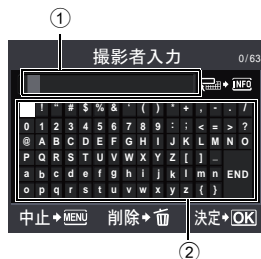 ①
撮影者入力 0/63
INFO
! " # $ % & ' ( ) * + , - . /
0 1 2 3 4 5 6 7 8 9 : ; < = > ?
@ A B C D E F G H I J K L M N O
P Q R S T U V W X Y Z [ ] _
a b c d e f g h i j k l m n END
o p q r s t u v w x y z { }
中止 MENU 削除 決定 OK
②